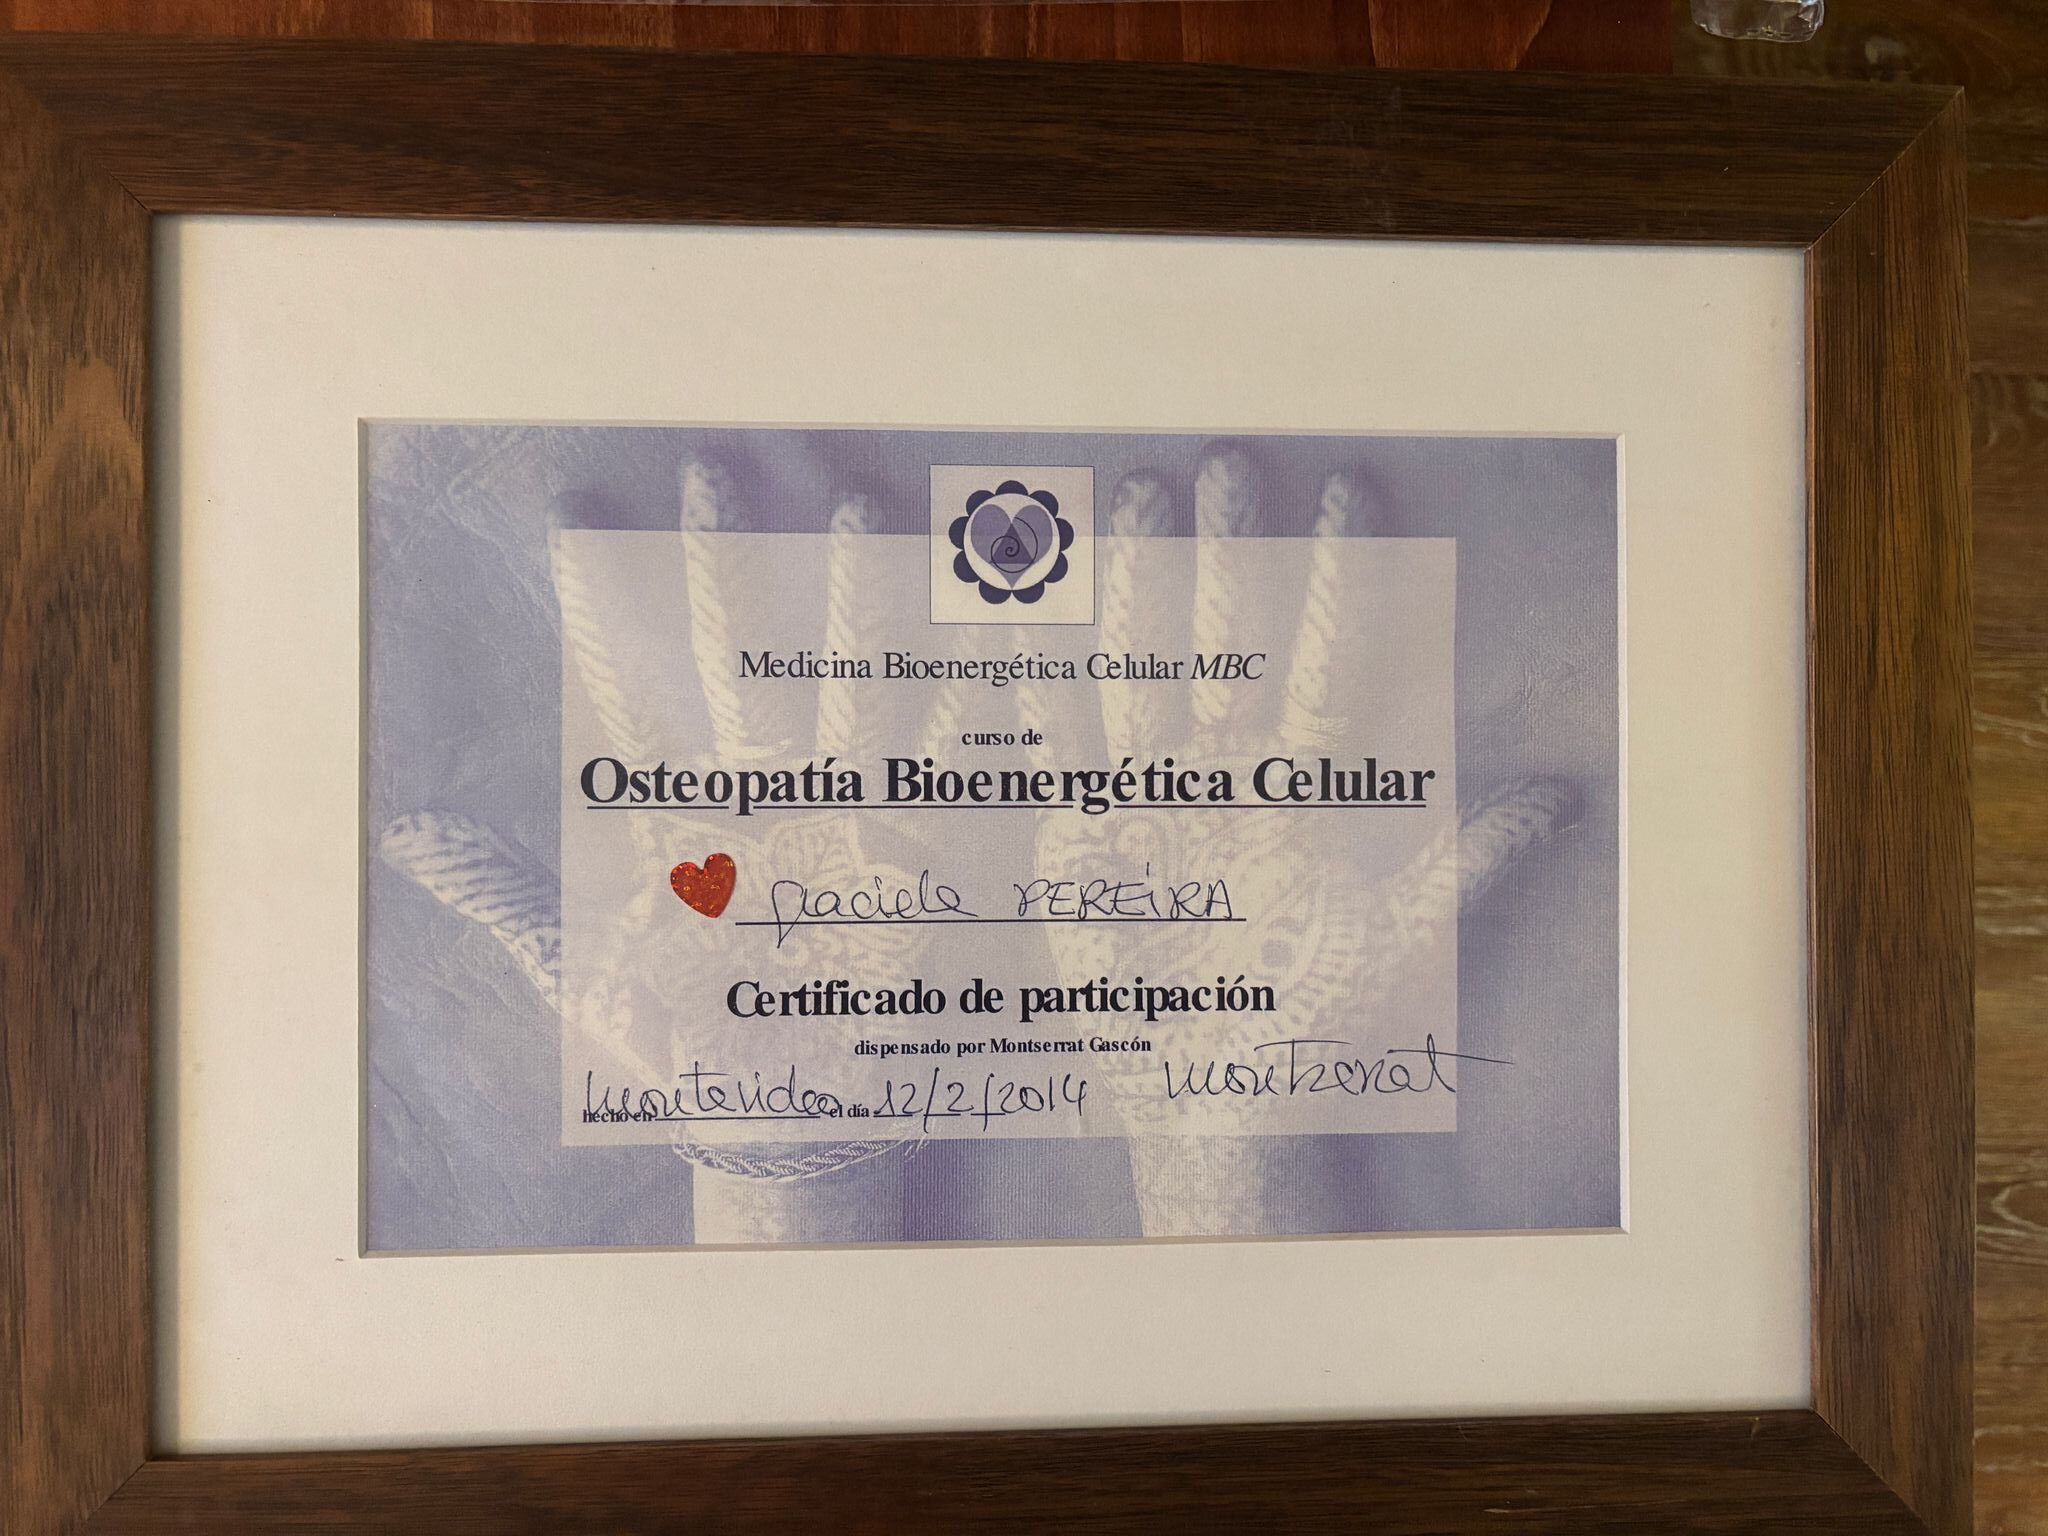 Medicina Bioenergética Celular MBC
curso de
Osteopatía Bioenergética Celular
Graciela PEREIRA
Certificado de participación
dispensado por Montserrat Gascón
Montserrat
hecho en Montevideo el día 12/2/2014